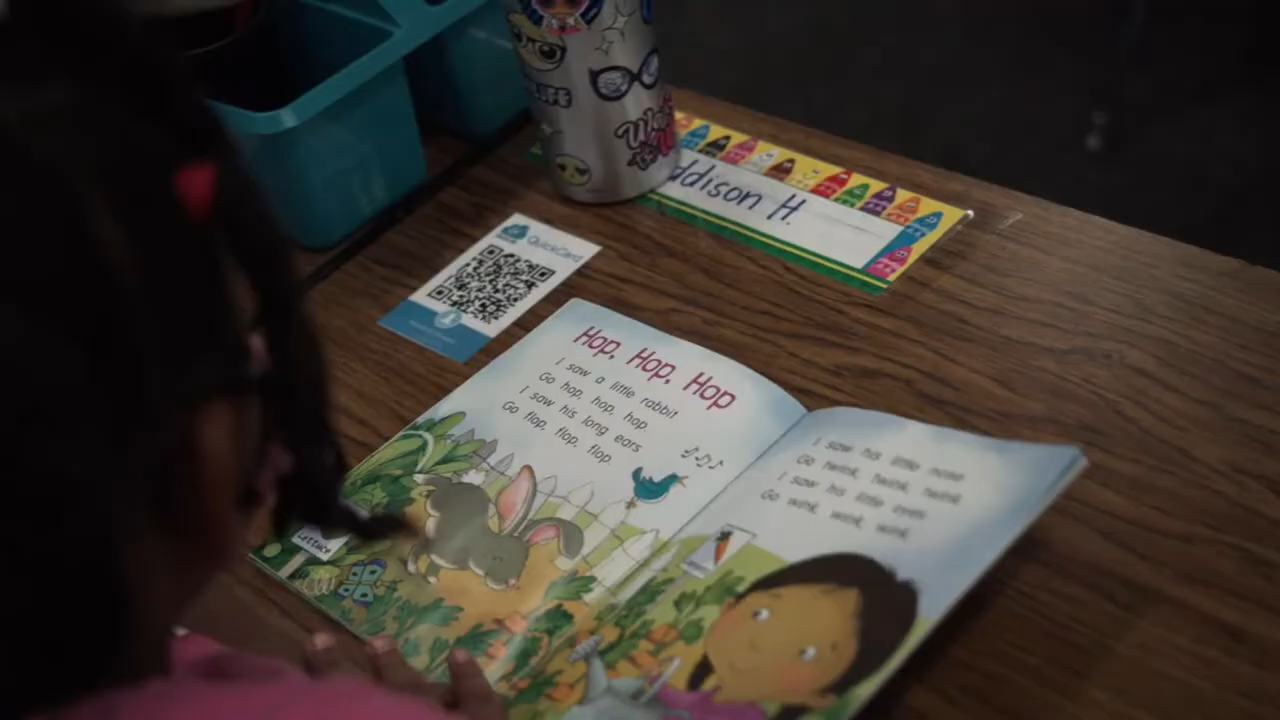 LIFE
ddison H.
QuickCard
Hop, Hop, Hop
I saw a little rabbit
Go hop, hop, hop.
I saw his long ears
Go flop, flop, flop.
I saw his little nose
Go twink, twink, twink.
I saw his little eyes
Go wink, wink, wink.
Lettuce